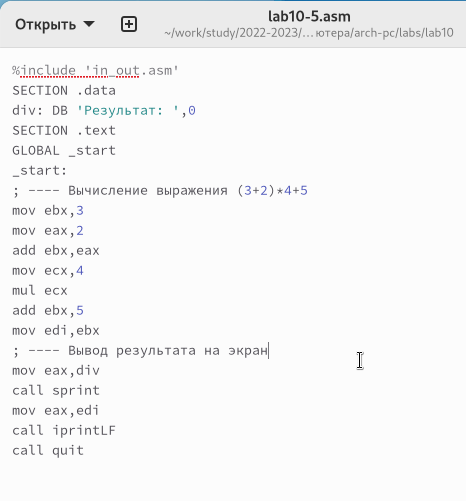 Открыть
lab10-5.asm
~/work/study/2022-2023/…ютера/arch-pc/labs/lab10
%include 'in_out.asm'
SECTION .data
div: DB 'Результат: ',0
SECTION .text
GLOBAL _start
_start:
; ---- Вычисление выражения (3+2)*4+5
mov ebx,3
mov eax,2
add ebx,eax
mov ecx,4
mul ecx
add ebx,5
mov edi,ebx
; ---- Вывод результата на экран
mov eax,div
call sprint
mov eax,edi
call iprintLF
call quit